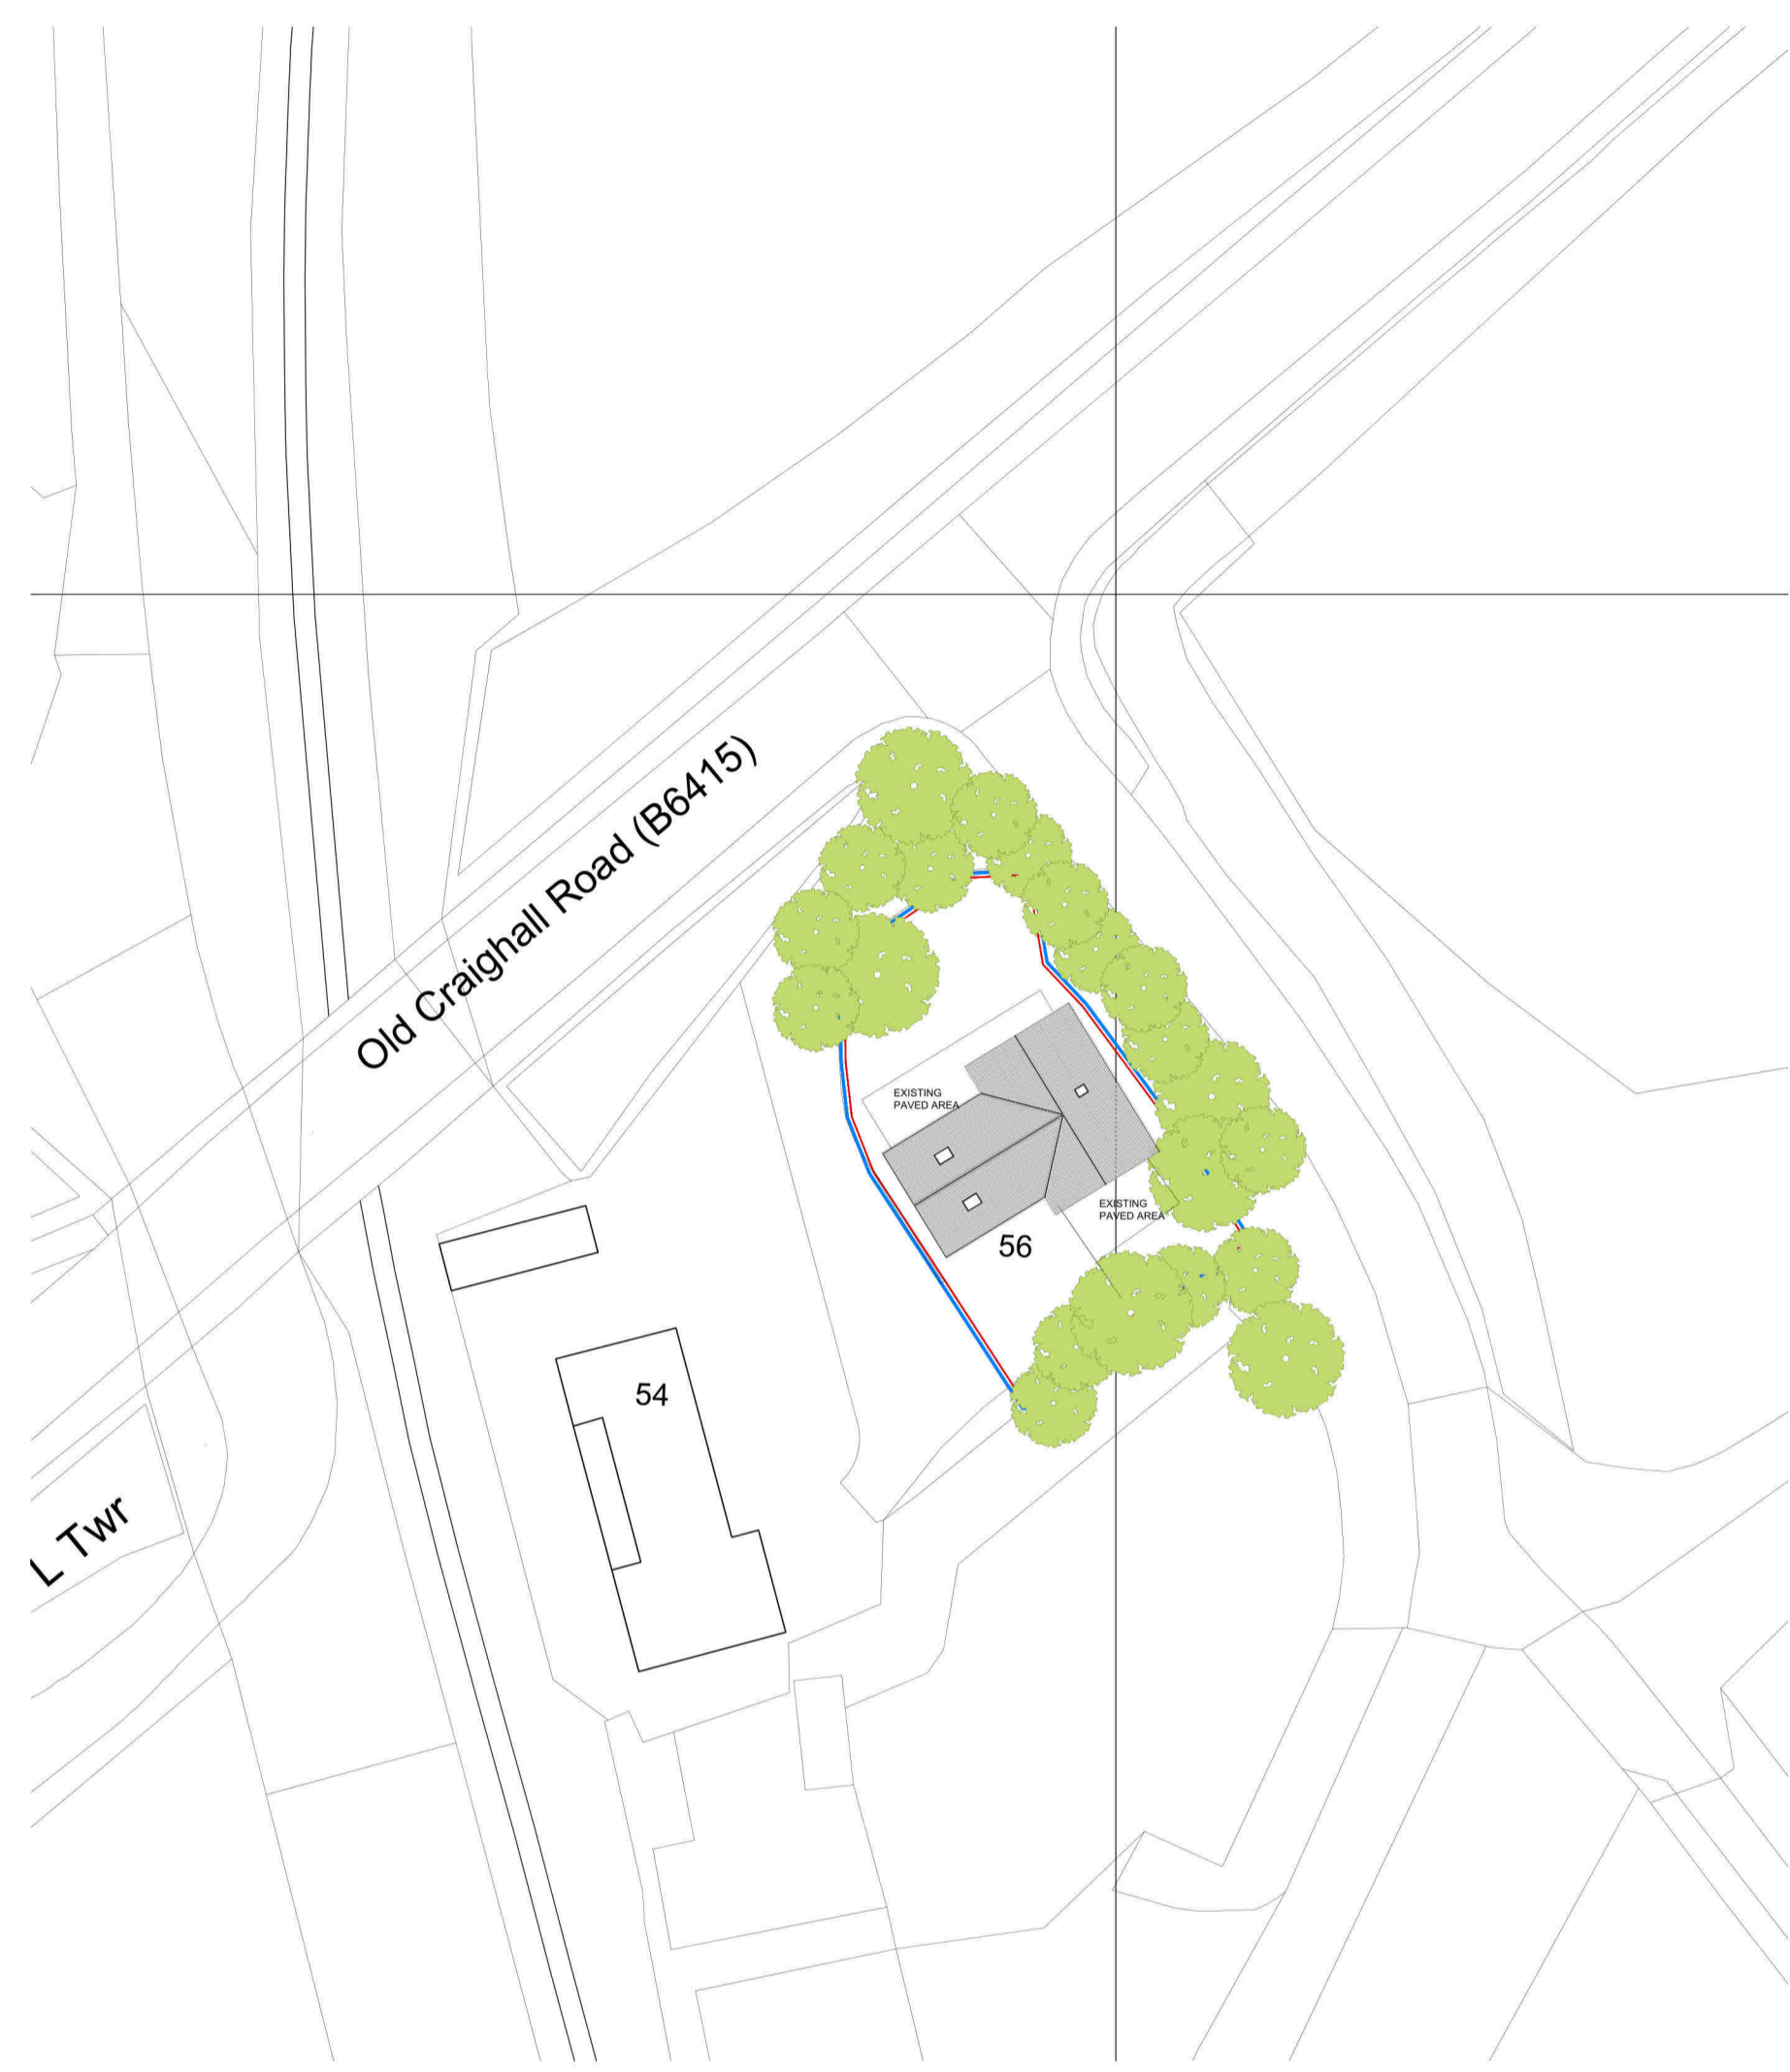 Old Craighall Road (B6415)
EXISTING
PAVED AREA
EXISTING
PAVED AREA
56
54
L Twr